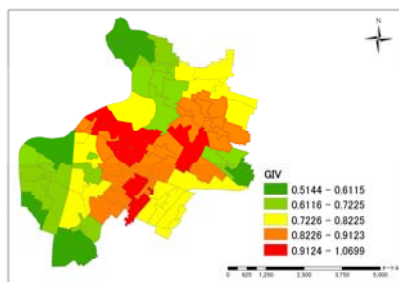 N
GIV
0.5144 - 0.6115
0.6116 - 0.7225
0.7226 - 0.8225
0.8226 - 0.9123
0.9124 - 1.0699
0 625 1,250 2,500 3,750 5,000